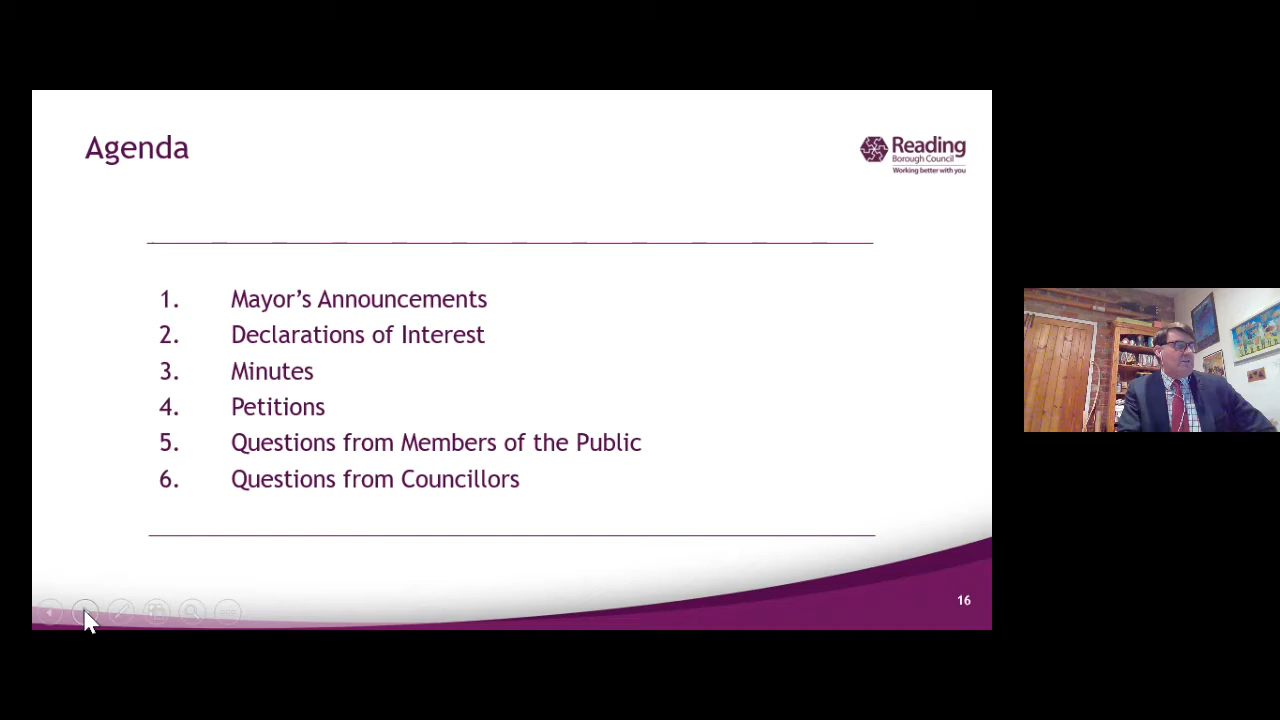 Agenda
Reading
Borough Council
Working better with you
1. Mayor’s Announcements
2. Declarations of Interest
3. Minutes
4. Petitions
5. Questions from Members of the Public
6. Questions from Councillors
16